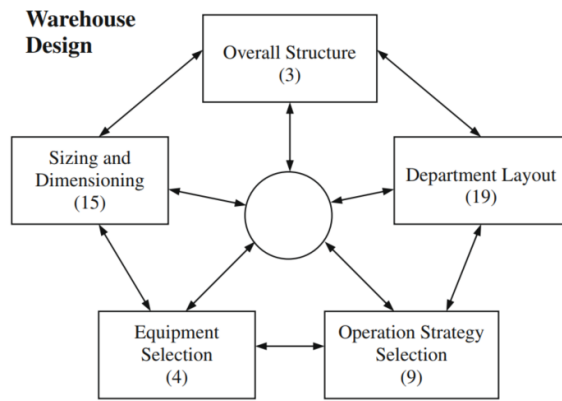 Warehouse
Design
Overall Structure
(3)
Sizing and
Dimensioning
(15)
Department Layout
(19)
Equipment
Selection
(4)
Operation Strategy
Selection
(9)